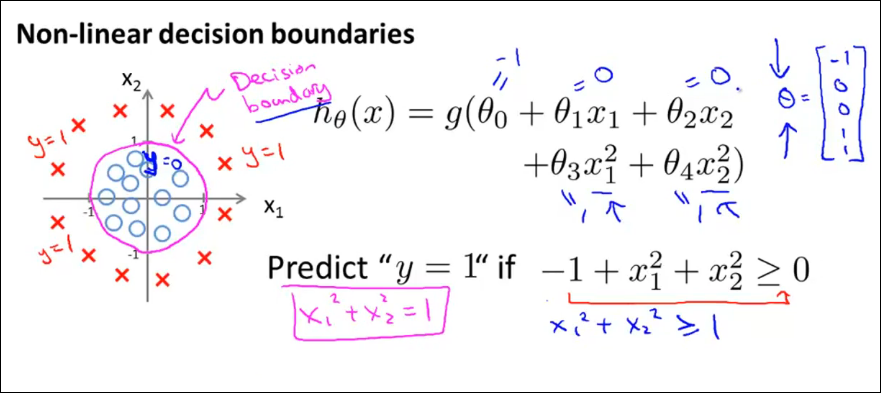 Non-linear decision boundaries
x₂
Decision
boundary
y=1
y=0
y=1
y=1
1
-1
1
-1
x₁
-1
"
=0
=0.
h_θ(x) = g(θ₀ + θ₁x₁ + θ₂x₂
+θ₃x₁² + θ₄x₂²)
" 1
" 1
θ =
-1
0
0
1
1
Predict “y = 1“ if −1 + x₁² + x₂² ≥ 0
x₁² + x₂² = 1
x₁² + x₂² ≥ 1